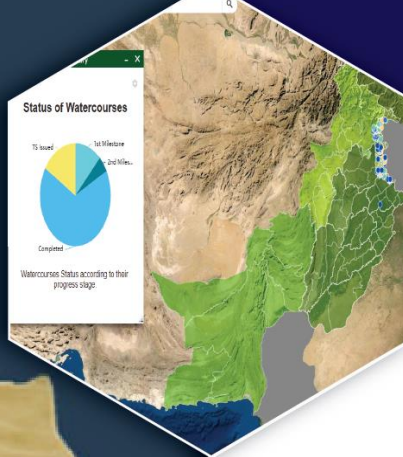 Status of Watercourses
TS Issued
1st Milestone
2nd Miles..
Completed
Watercourses Status according to their
progress stage.